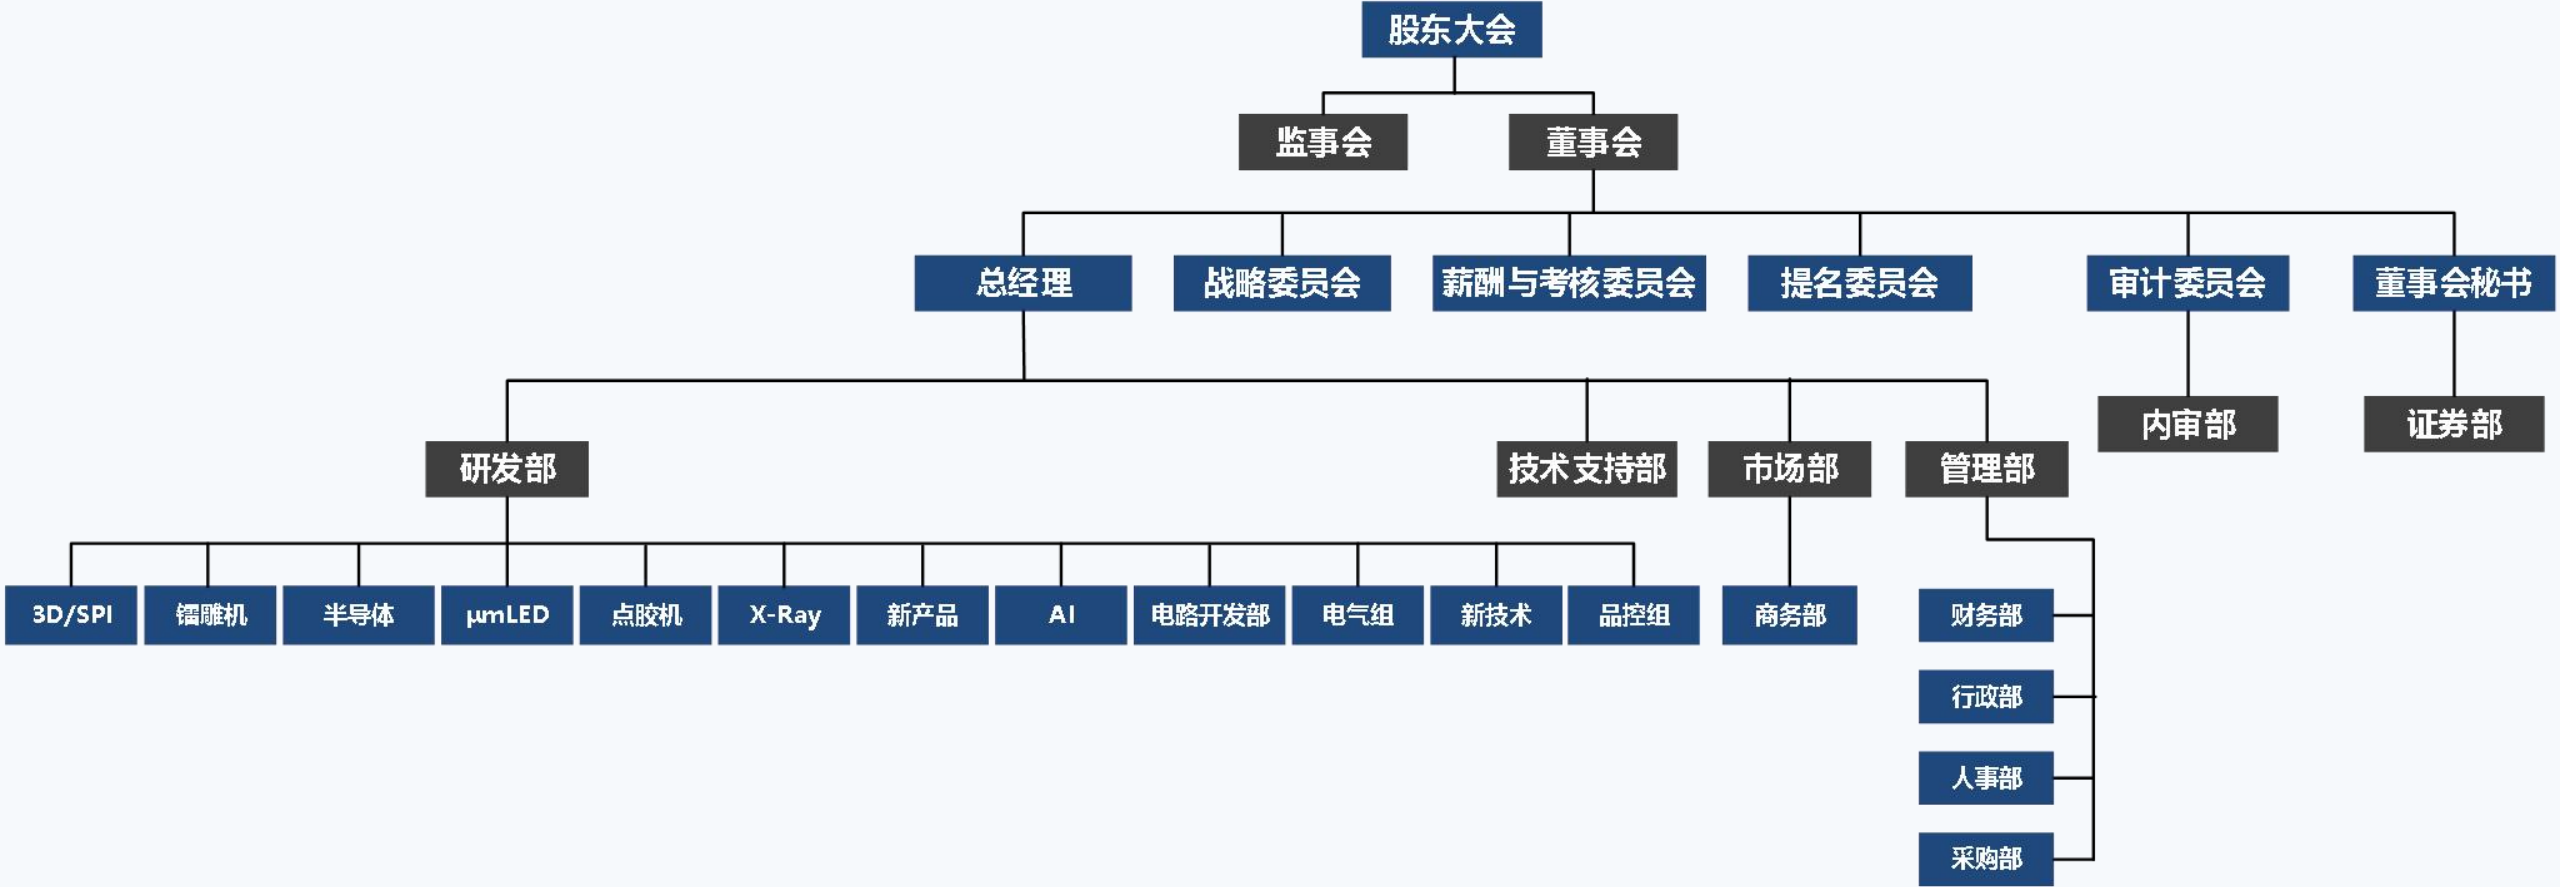 股东大会
监事会
董事会
总经理
战略委员会
薪酬与考核委员会
提名委员会
审计委员会
董事会秘书
内审部
证券部
研发部
技术支持部
市场部
管理部
3D/SPI
镭雕机
半导体
μmLED
点胶机
X-Ray
新产品
AI
电路开发部
电气组
新技术
品控组
商务部
财务部
行政部
人事部
采购部